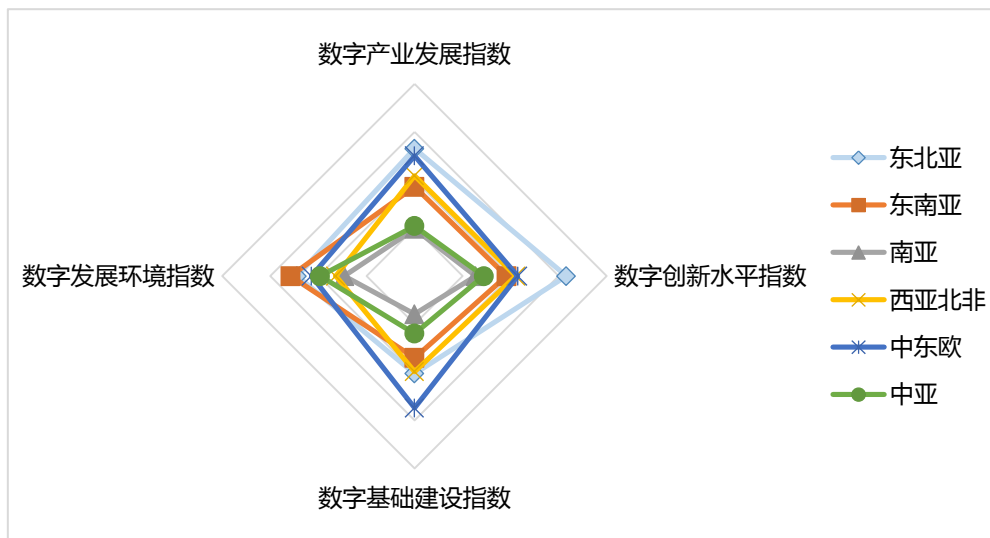 数字产业发展指数
数字发展环境指数
数字创新水平指数
数字基础建设指数
东北亚
东南亚
南亚
西亚北非
中东欧
中亚